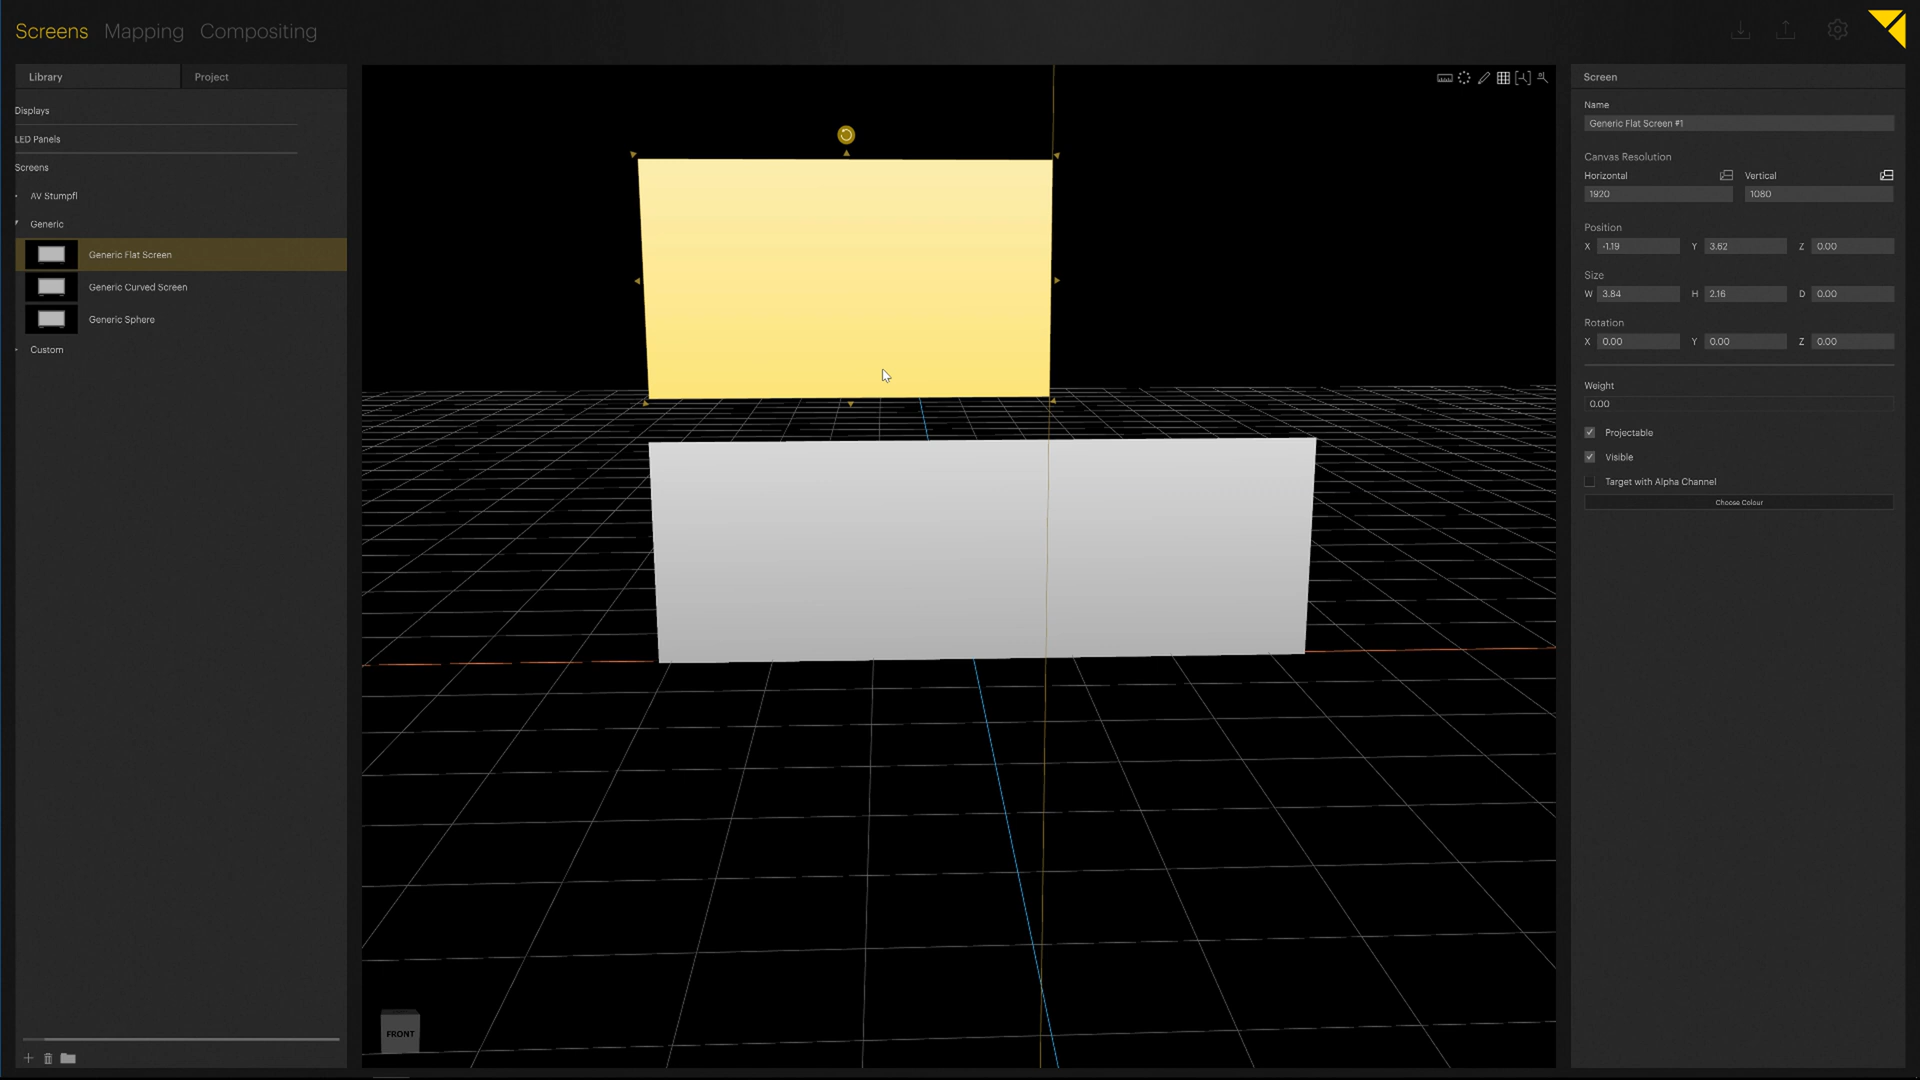 Screens Mapping Compositing
Library Project
Displays
LED Panels
Screens
AV Stumpfl
Generic
Generic Flat Screen
Generic Curved Screen
Generic Sphere
Custom
FRONT
Screen
Name
Generic Flat Screen #1
Canvas Resolution
Horizontal Vertical
1920 1080
Position
X -1.19 Y 3.62 Z 0.00
Size
W 3.84 H 2.16 D 0.00
Rotation
X 0.00 Y 0.00 Z 0.00
Weight
0.00
Projectable
Visible
Target with Alpha Channel
Choose Colour